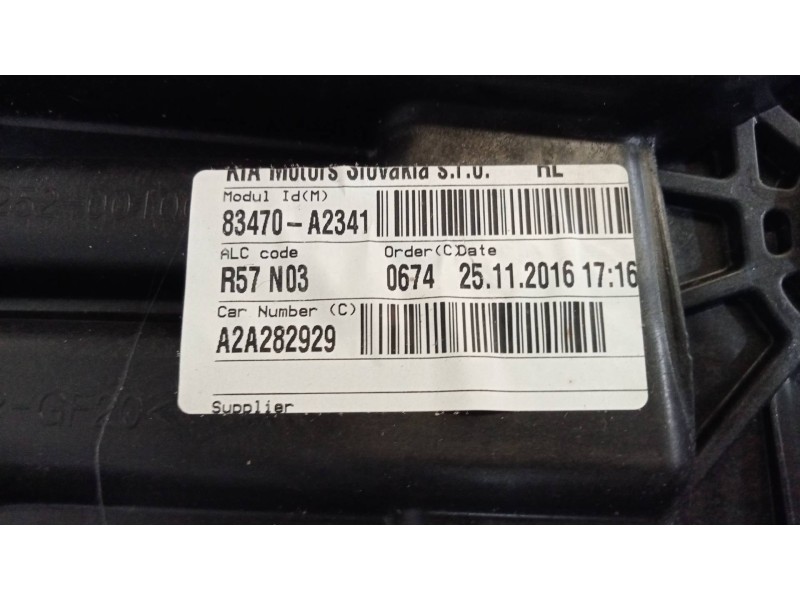 KIA Motors Slovakia s.r.o. RL
Modul Id(M)
83470-A2341
ALC code Order(C)Date
R57 N03 0674 25.11.2016 17:16
Car Number (C)
A2A282929
Supplier
-GF20<